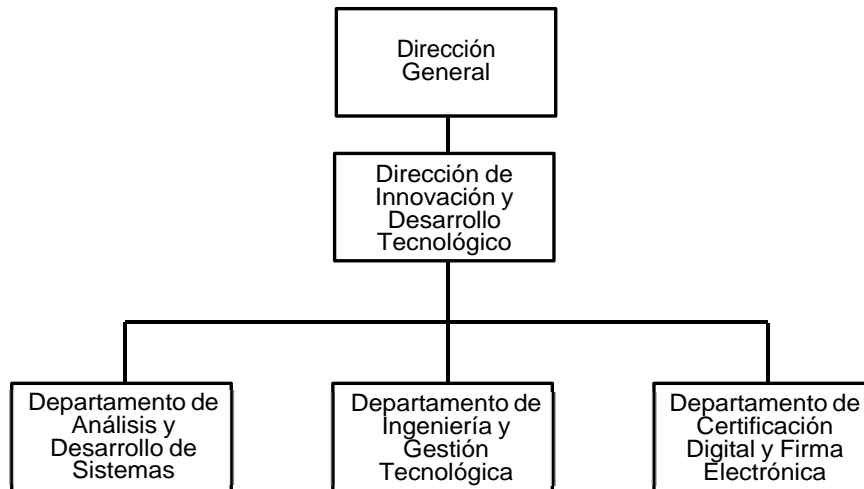 Dirección
General
Dirección de
Innovación y
Desarrollo
Tecnológico
Departamento de
Análisis y
Desarrollo de
Sistemas
Departamento de
Ingeniería y
Gestión
Tecnológica
Departamento de
Certificación
Digital y Firma
Electrónica